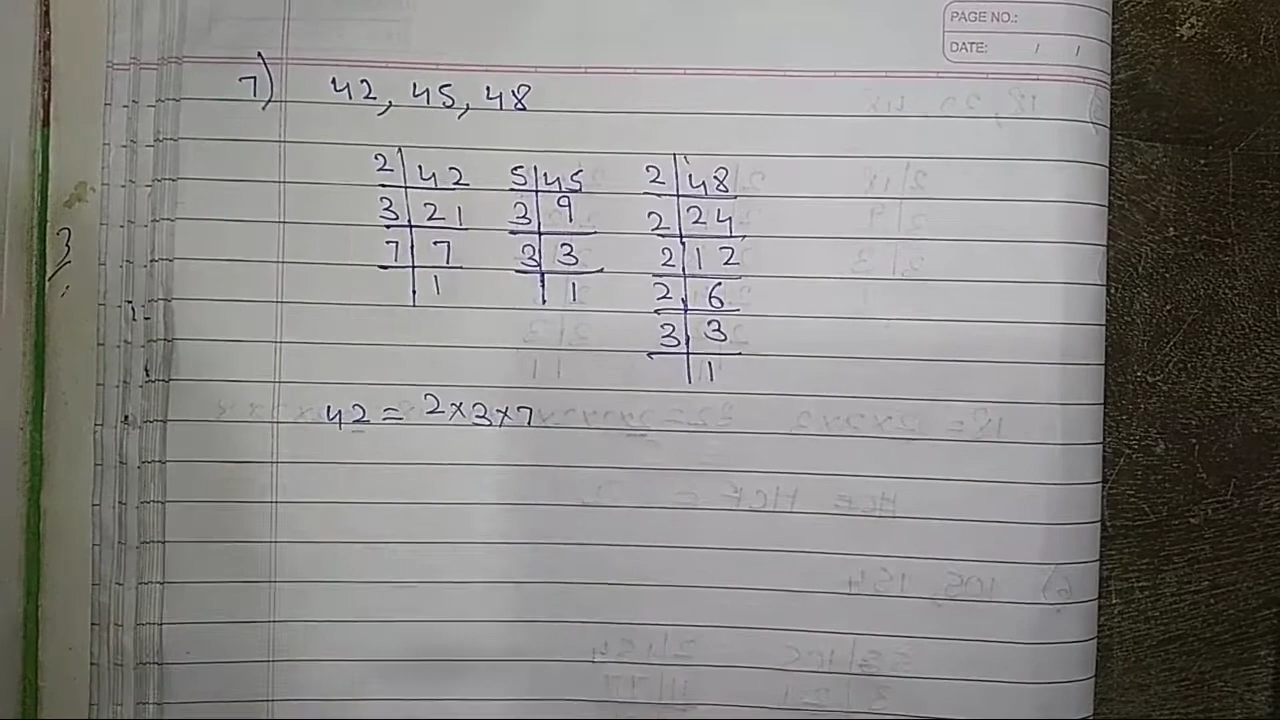 PAGE NO.:
DATE: / /
7) 42, 45, 48
2 | 42 5 | 45 2 | 48
3 | 21 3 | 9 2 | 24
7 | 7 3 | 3 2 | 12
1 1 2 | 6
3 | 3
1
3
42 = 2×3×7